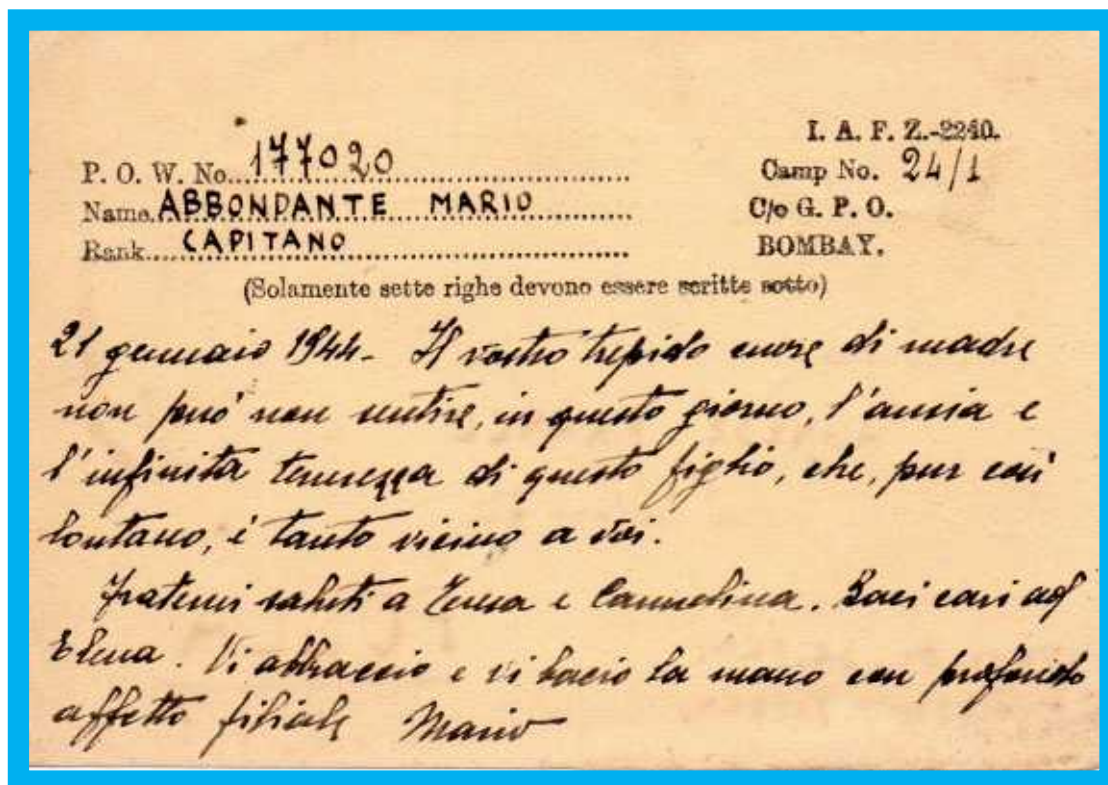 I. A. F. Z.-2240.
P. O. W. No. 177020
Camp No. 24/1
Name ABBONDANTE MARIO
C/o G. P. O.
Rank CAPITANO
BOMBAY.
(Solamente sette righe devono essere scritte sotto)
21 gennaio 1944- Il vostro trepido cuore di madre
non può non sentire, in questo giorno, l'ansia e
l'infinita tenerezza di questo figlio, che, pur così
lontano, è tanto vicino a voi.
Fraterni saluti a Teresa e Carmelina. Baci cari ad
Elena. Vi abbraccio e vi bacio la mano con profondo
affetto filiale Mario